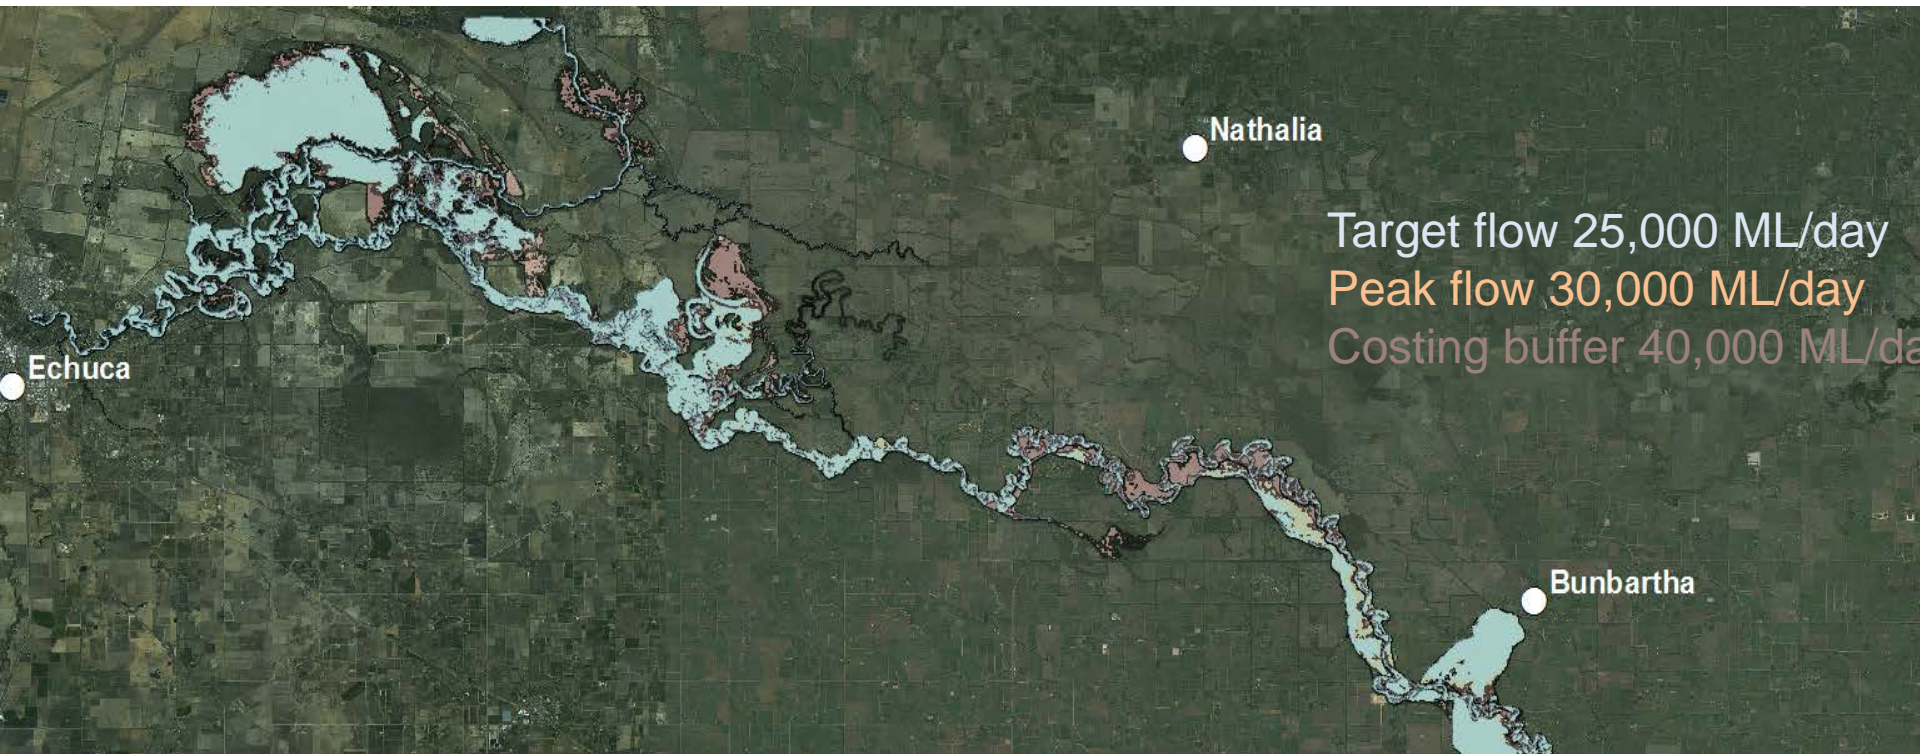 Nathalia
Target flow 25,000 ML/day
Peak flow 30,000 ML/day
Costing buffer 40,000 ML/da
Echuca
Bunbartha